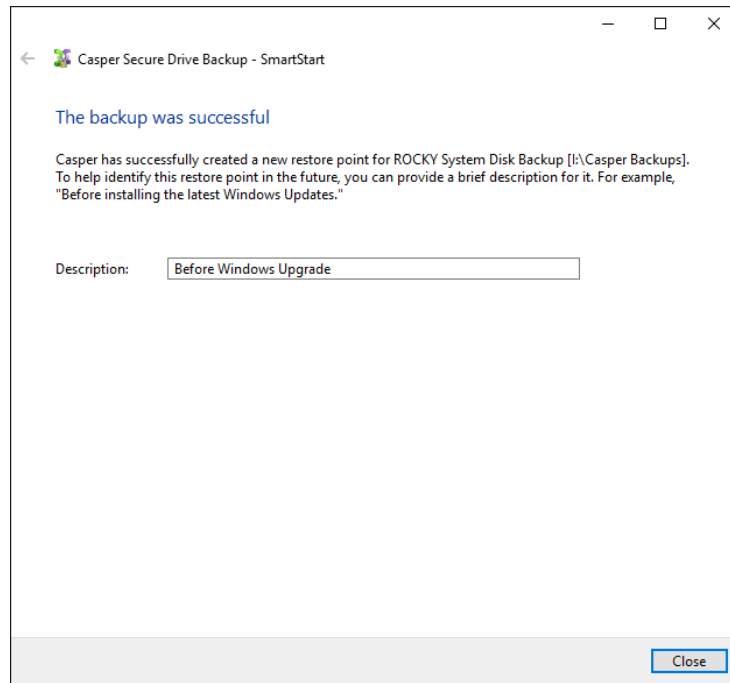 Casper Secure Drive Backup - SmartStart
The backup was successful
Casper has successfully created a new restore point for ROCKY System Disk Backup [I:\Casper Backups].
To help identify this restore point in the future, you can provide a brief description for it. For example,
"Before installing the latest Windows Updates."
Description: Before Windows Upgrade
Close